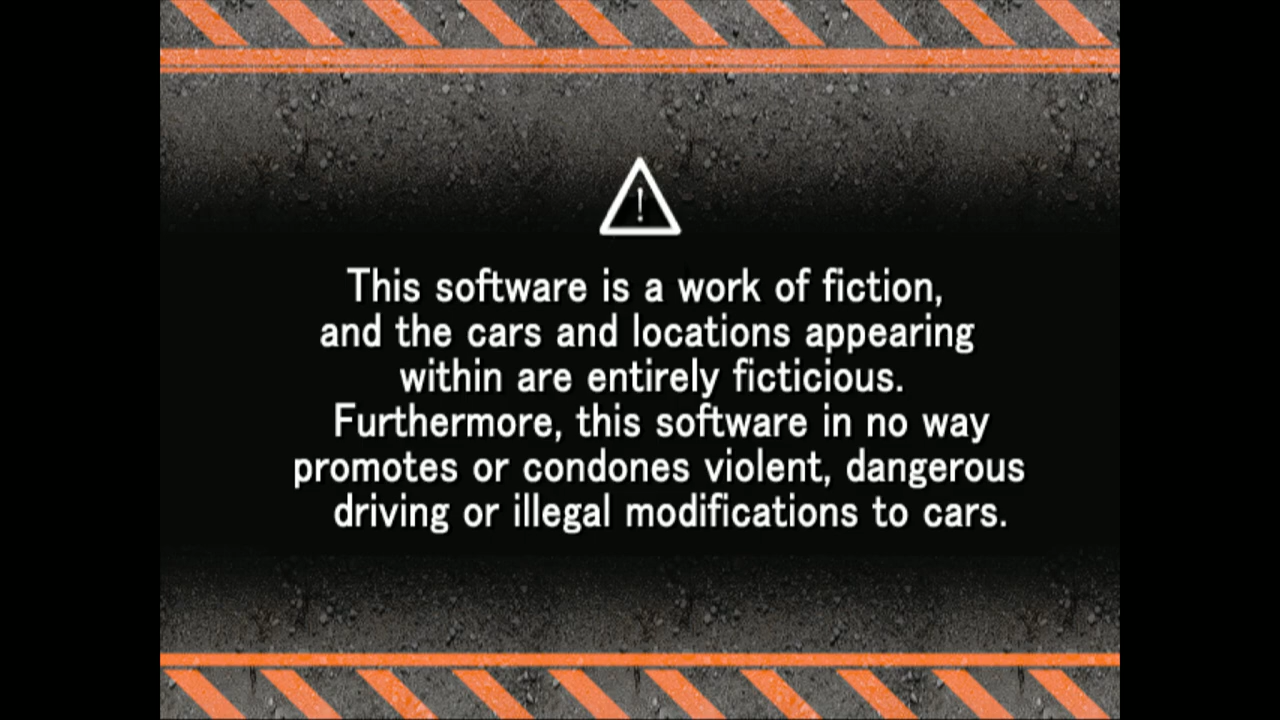 This software is a work of fiction,
and the cars and locations appearing
within are entirely ficticious.
Furthermore, this software in no way
promotes or condones violent, dangerous
driving or illegal modifications to cars.